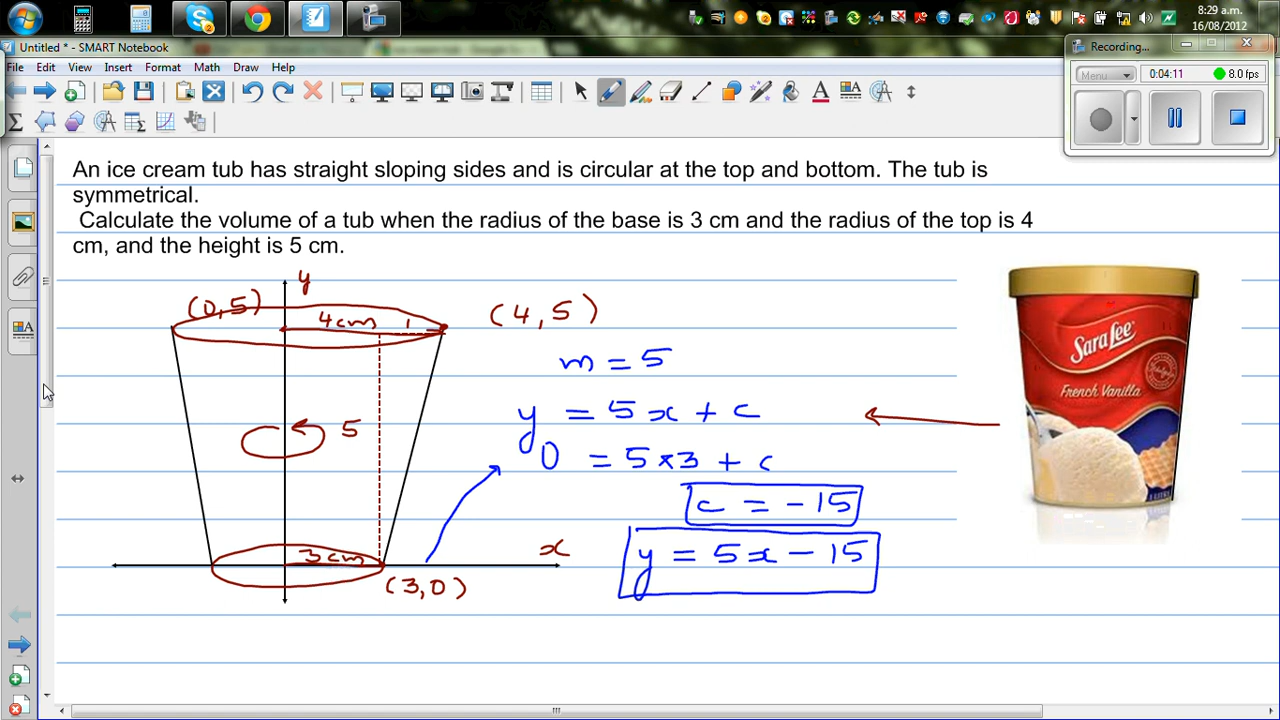 8:29 a.m.
16/08/2012
Untitled * - SMART Notebook
Recording...
File Edit View Insert Format Math Draw Help
Menu
0:04:11
8.0 fps
An ice cream tub has straight sloping sides and is circular at the top and bottom. The tub is
symmetrical.
Calculate the volume of a tub when the radius of the base is 3 cm and the radius of the top is 4
cm, and the height is 5 cm.
y
(0,5)
4cm
1
(4,5)
m = 5
y = 5x + c
5
0 = 5×3 + c
c = -15
y = 5x - 15
x
3cm
(3,0)
Sara Lee
French Vanilla